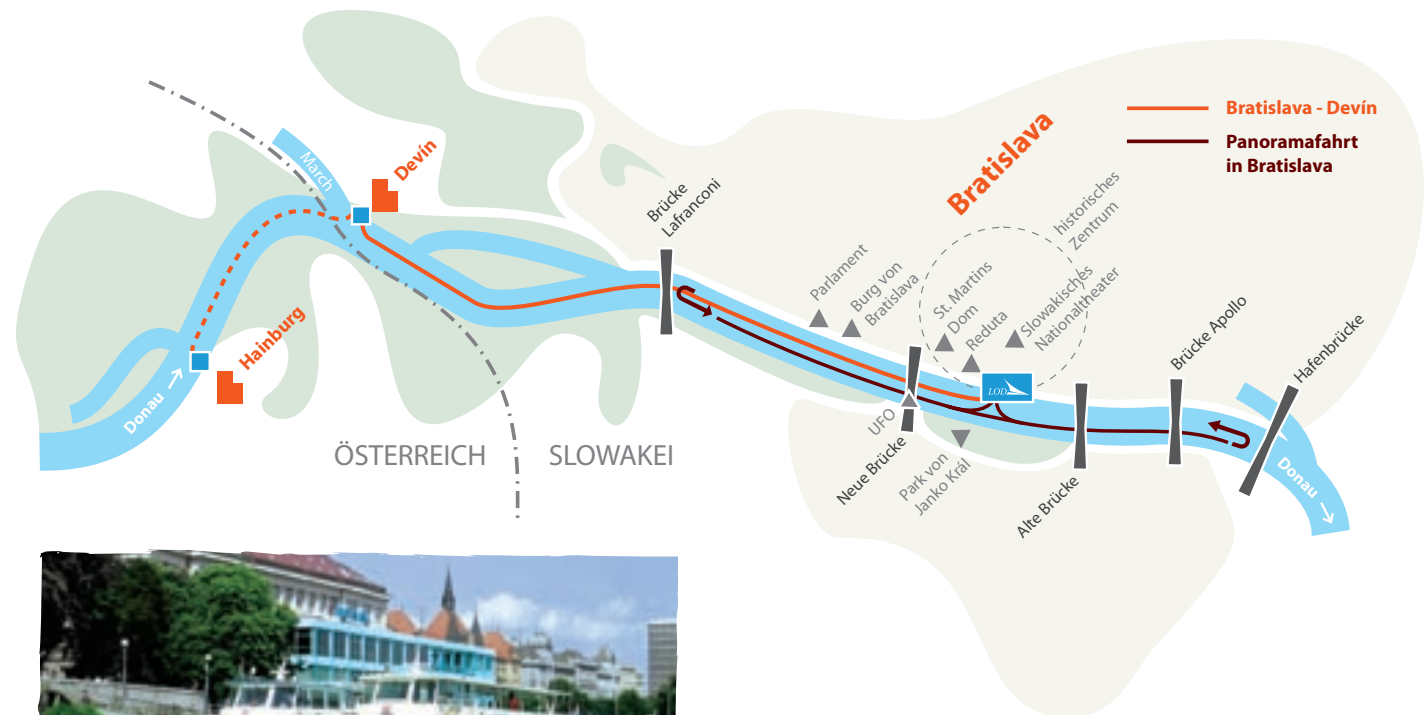 Bratislava - Devín
Panoramafahrt
in Bratislava
Bratislava
historisches
Zentrum
March
Devín
Brücke
Lafranconi
Parlament
Burg von
Bratislava
St. Martins
Dom
Reduta
Slowakisches
Nationaltheater
Brücke Apollo
Hafenbrücke
Hainburg
Donau
LOD
UFO
Neue Brücke
Park von
Janko Král
Alte Brücke
Donau
ÖSTERREICH
SLOWAKEI